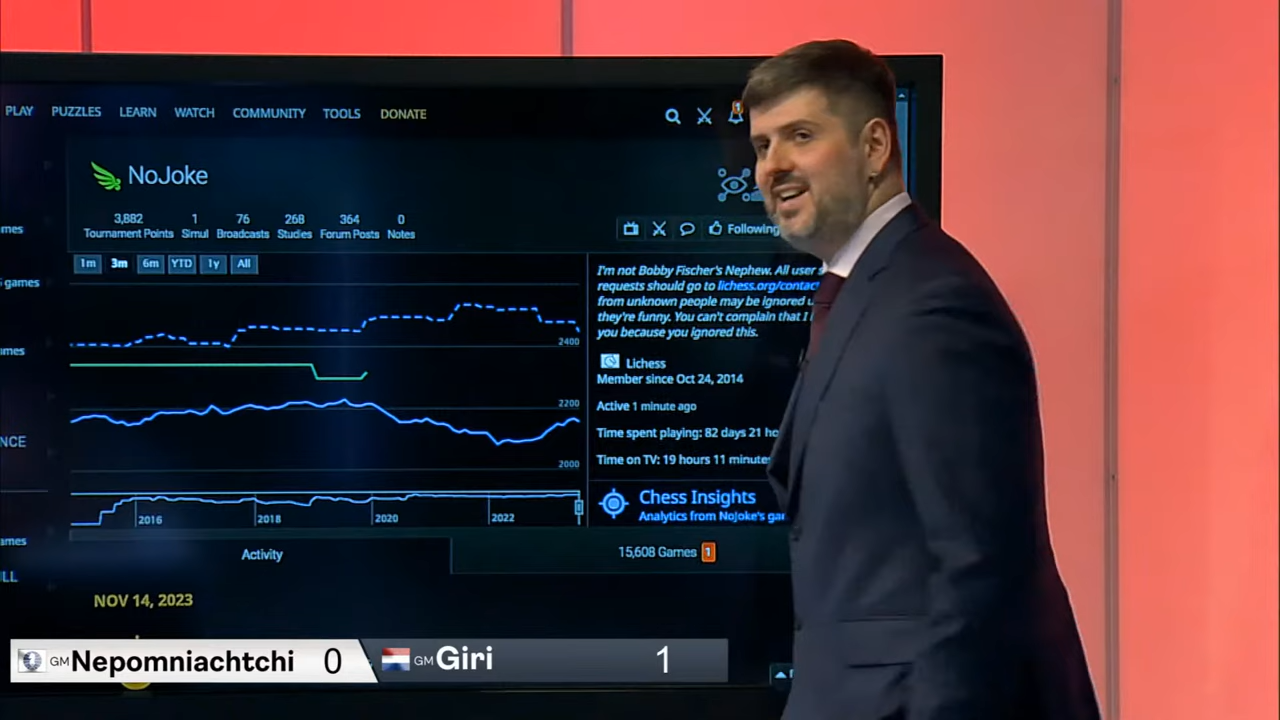 PLAY PUZZLES LEARN WATCH COMMUNITY TOOLS DONATE
1
NoJoke
3,882 1 76 268 364 0
Tournament Points Simul Broadcasts Studies Forum Posts Notes
Following
1m 3m 6m YTD 1y All
games
ames
NCE
ames
LL
2400
2200
2000
2016 2018 2020 2022
I'm not Bobby Fischer's Nephew. All user
requests should go to lichess.org/contact
from unknown people may be ignored
they're funny. You can't complain that I
you because you ignored this.
Lichess
Member since Oct 24, 2014
Active 1 minute ago
Time spent playing: 82 days 21
Time on TV: 19 hours 11 minutes
Chess Insights
Analytics from NoJoke's
Activity
15,608 Games 1
NOV 14, 2023
GM Nepomniachtchi 0 GM Giri 1